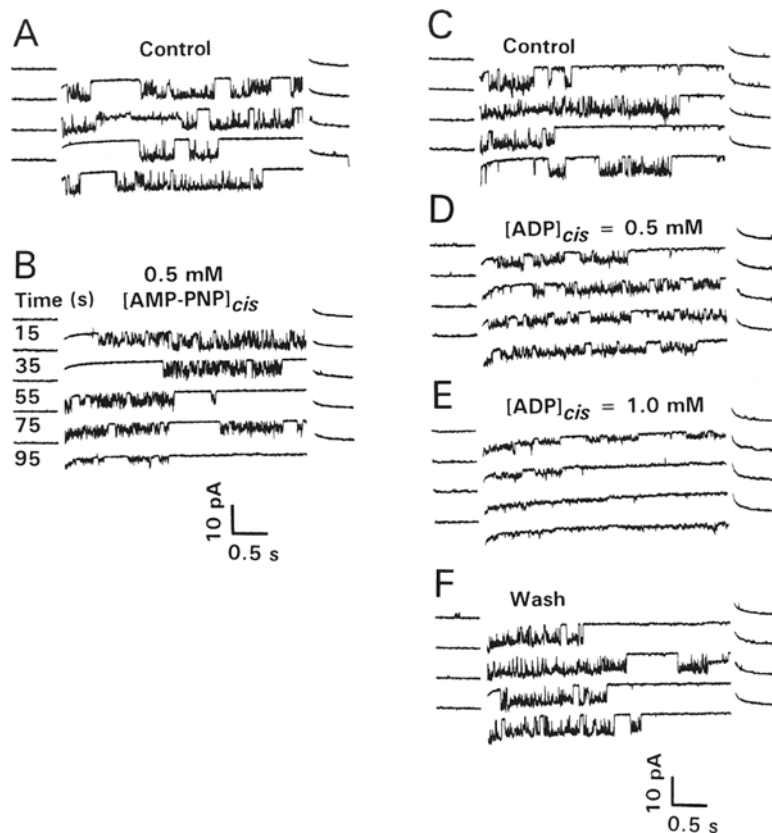 A
Control
B
0.5 mM
Time (s) [AMP-PNP]cis
15
35
55
75
95
10 pA
0.5 s
C
Control
D
[ADP]cis = 0.5 mM
E
[ADP]cis = 1.0 mM
F
Wash
10 pA
0.5 s